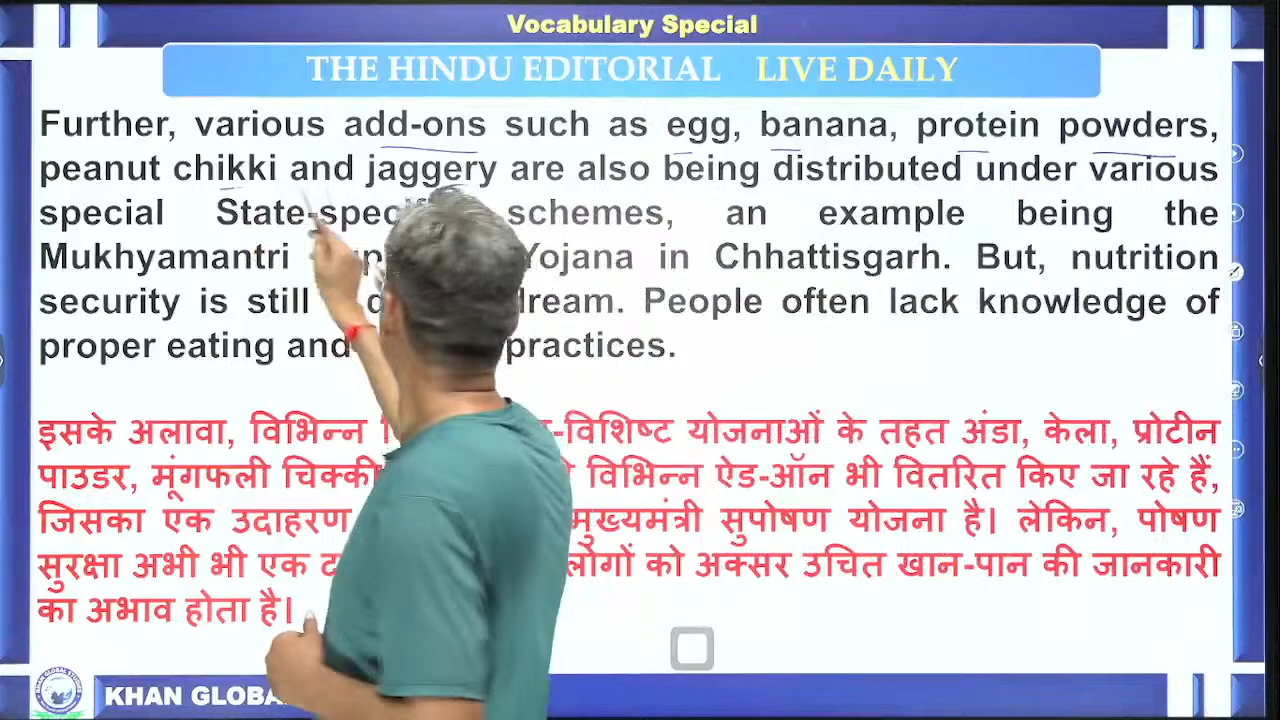 Vocabulary Special
THE HINDU EDITORIAL LIVE DAILY
Further, various add-ons such as egg, banana, protein powders,
peanut chikki and jaggery are also being distributed under various
special schemes, an example being the
Mukhyamantri Yojana in Chhattisgarh. But, nutrition
security is still dream. People often lack knowledge of
proper eating and practices.
इसके अलावा, विभिन्न -विशिष्ट योजनाओं के तहत अंडा, केला, प्रोटीन
पाउडर, मूंगफली चिक्की विभिन्न ऐड-ऑन भी वितरित किए जा रहे हैं,
जिसका एक उदाहरण मुख्यमंत्री सुपोषण योजना है। लेकिन, पोषण
सुरक्षा अभी भी एक लोगों को अक्सर उचित खान-पान की जानकारी
का अभाव होता है।
KHAN GLOBAL